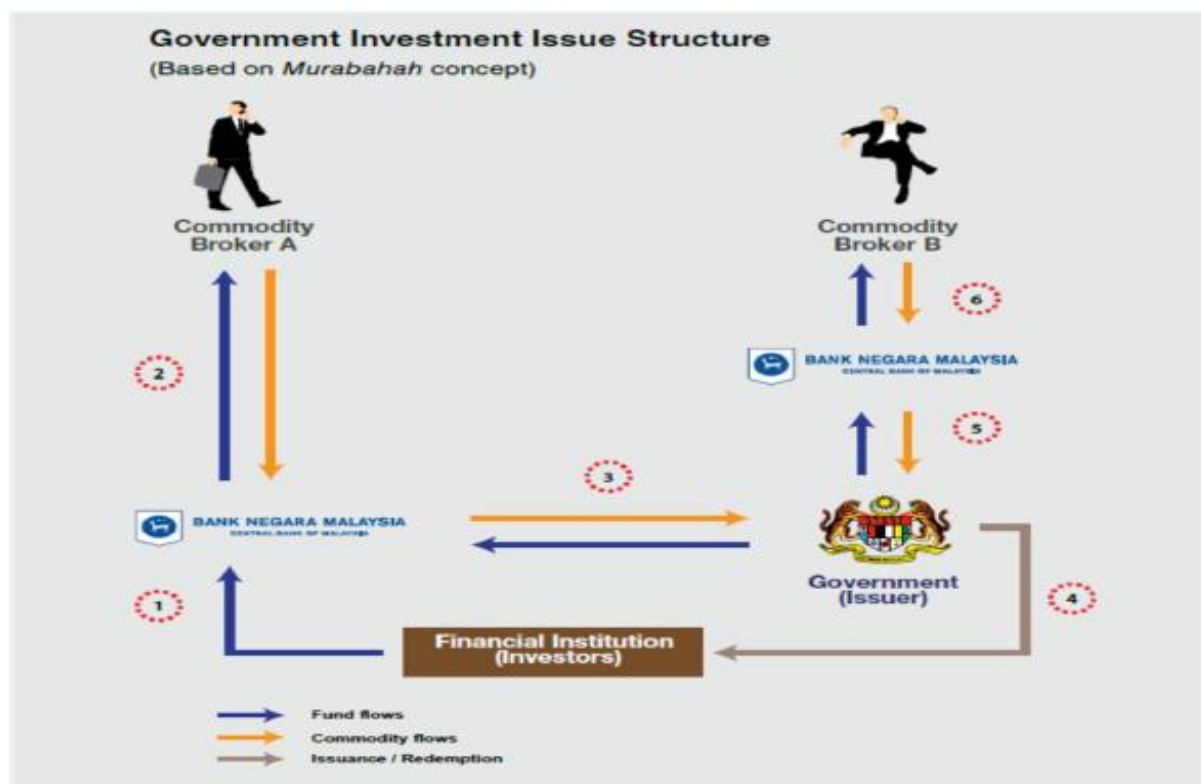 Government Investment Issue Structure
(Based on Murabahah concept)
Commodity
Broker A
Commodity
Broker B
6
BANK NEGARA MALAYSIA
CENTRAL BANK OF MALAYSIA
2
5
3
BANK NEGARA MALAYSIA
CENTRAL BANK OF MALAYSIA
Government
(Issuer)
1
4
Financial Institution
(Investors)
Fund flows
Commodity flows
Issuance / Redemption